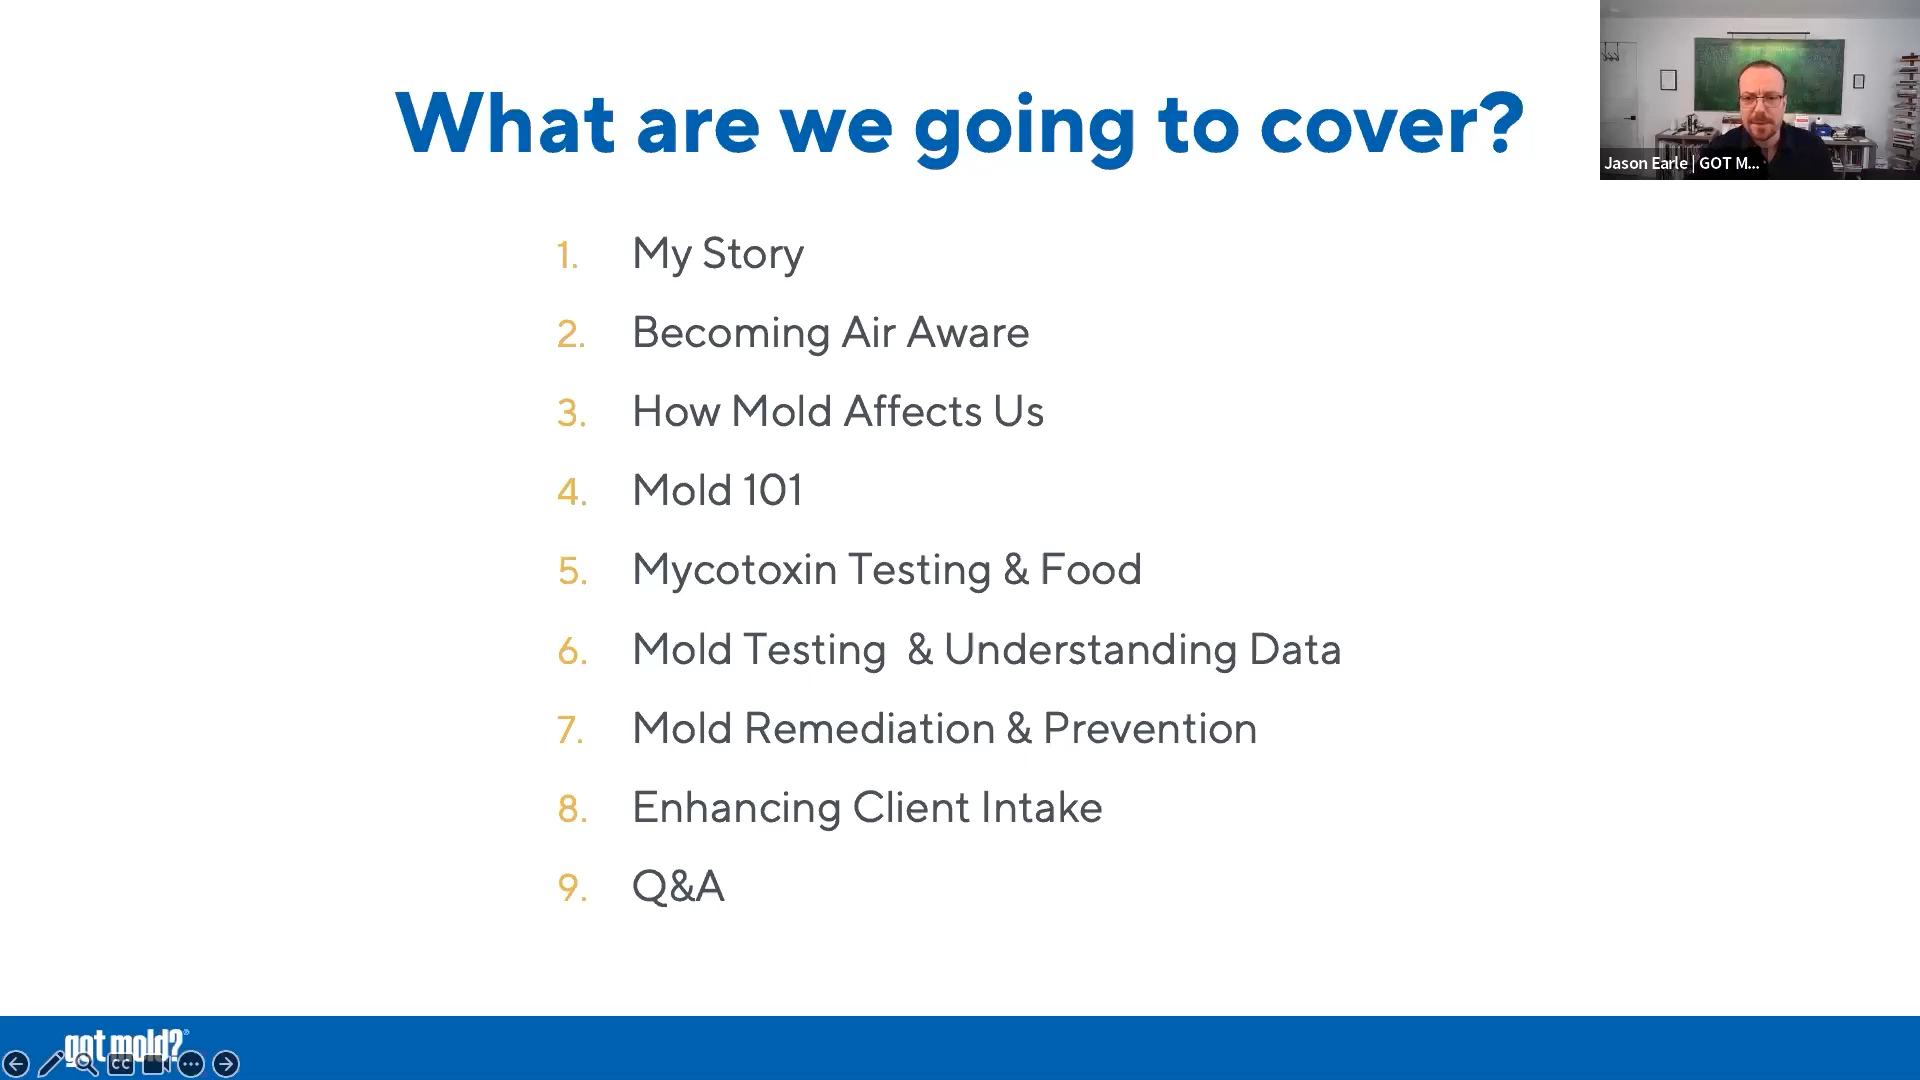 What are we going to cover?
Jason Earle | GOT M...
1. My Story
2. Becoming Air Aware
3. How Mold Affects Us
4. Mold 101
5. Mycotoxin Testing & Food
6. Mold Testing & Understanding Data
7. Mold Remediation & Prevention
8. Enhancing Client Intake
9. Q&A
got mold?®
CC